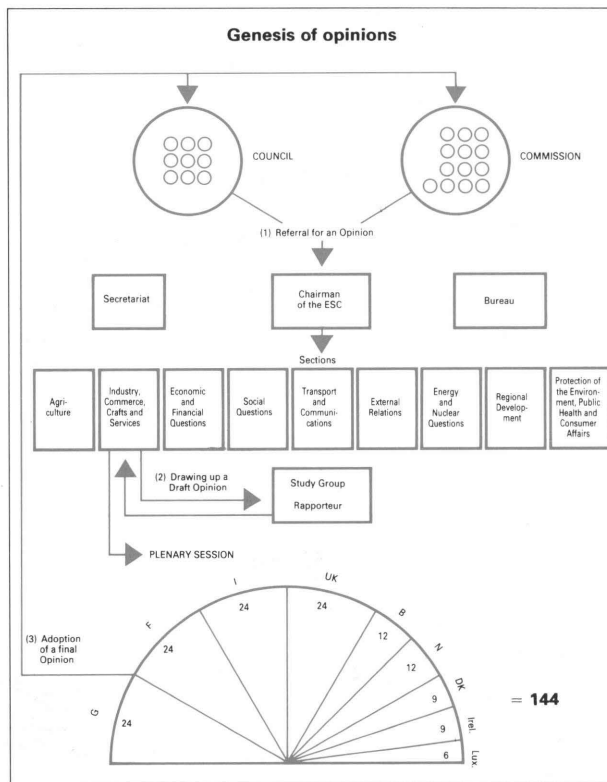 Genesis of opinions
COUNCIL
COMMISSION
(1) Referral for an Opinion
Secretariat
Chairman
of the ESC
Bureau
Sections
Agri-
culture
Industry,
Commerce,
Crafts and
Services
Economic
and
Financial
Questions
Social
Questions
Transport
and
Communi-
cations
External
Relations
Energy
and
Nuclear
Questions
Regional
Develop-
ment
Protection of
the Environ-
ment, Public
Health and
Consumer
Affairs
(2) Drawing up a
Draft Opinion
Study Group
Rapporteur
PLENARY SESSION
(3) Adoption
of a final
Opinion
G
24
F
24
I
24
UK
24
B
12
N
12
DK
9
Irel.
9
Lux.
6
= 144